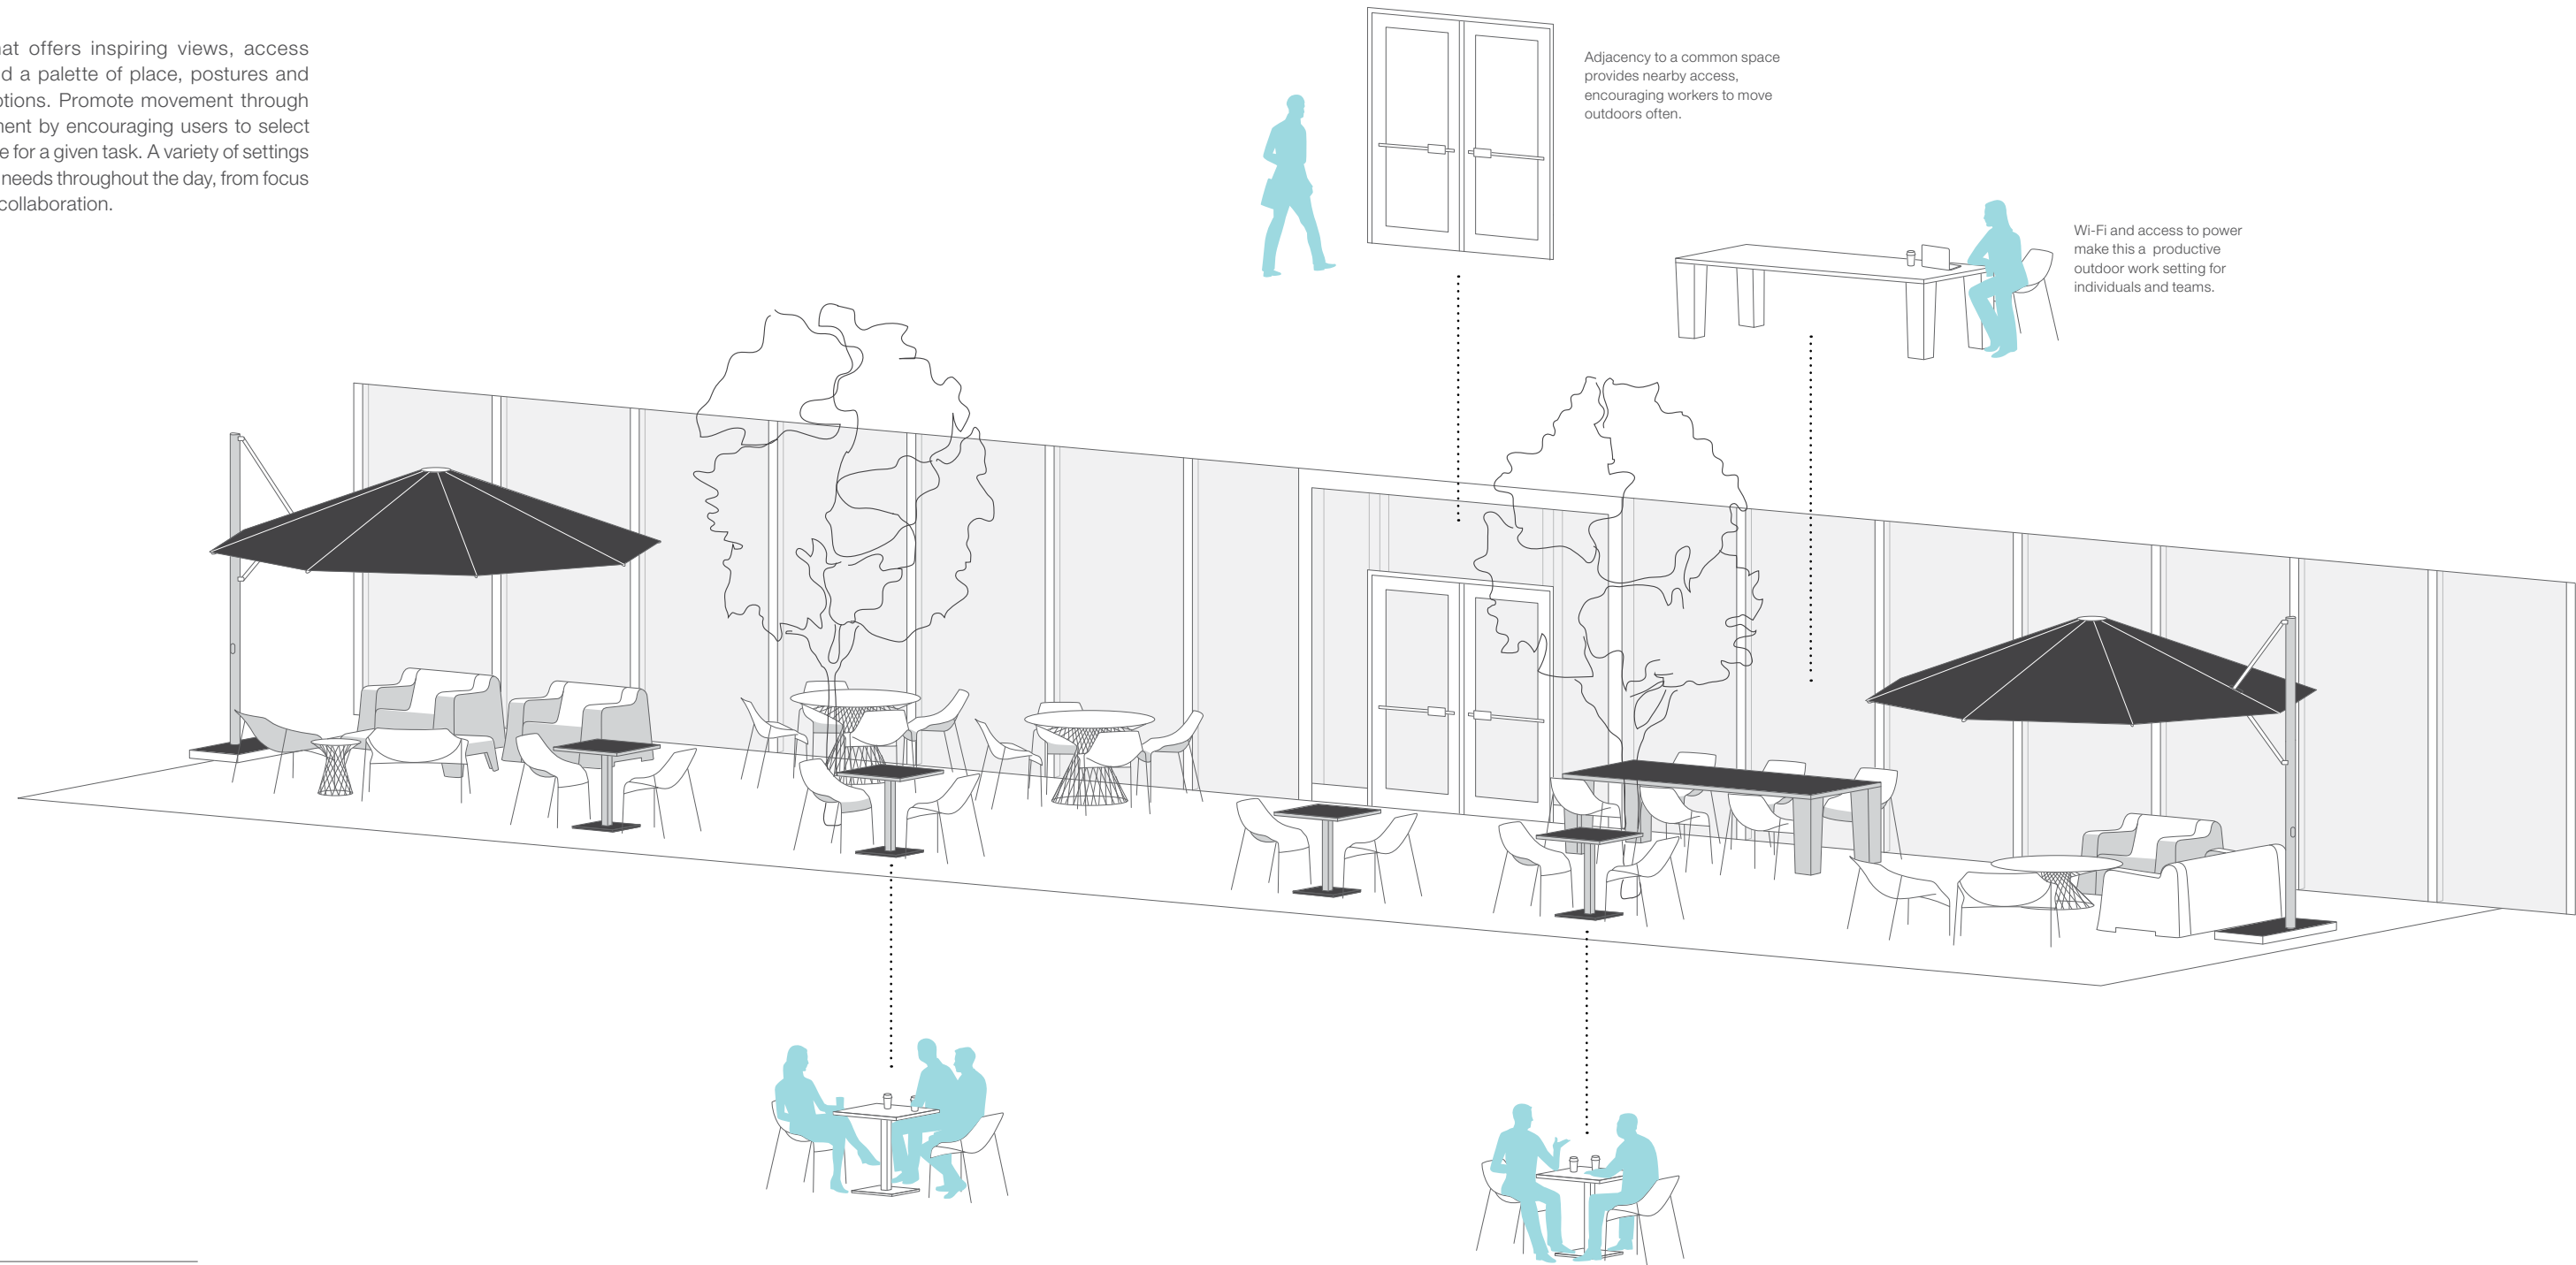 offers inspiring views, access
a palette of place, postures and
Promote movement through
by encouraging users to select
for a given task. A variety of settings
needs throughout the day, from focus
collaboration.
Adjacency to a common space
provides nearby access,
encouraging workers to move
outdoors often.
Wi-Fi and access to power
make this a productive
outdoor work setting for
individuals and teams.